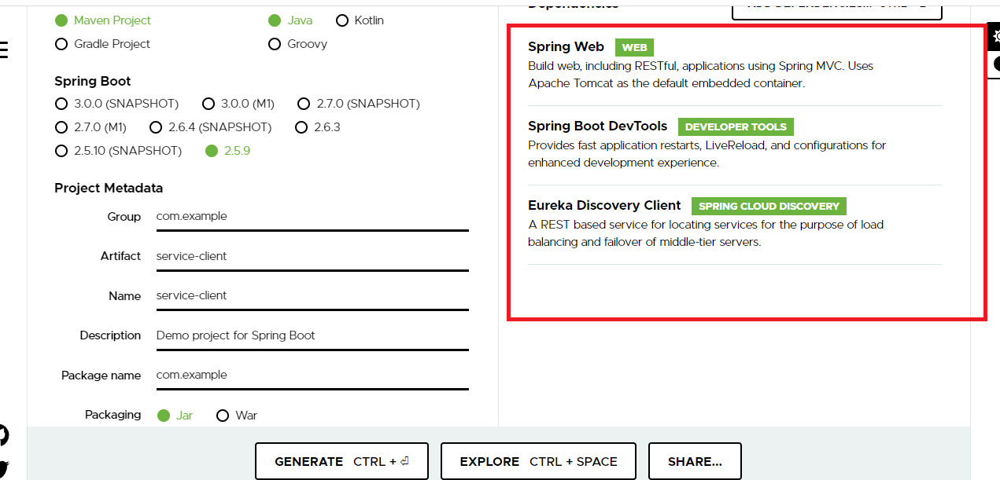 Maven Project
Java
Kotlin
Gradle Project
Groovy
Spring Boot
3.0.0 (SNAPSHOT)
3.0.0 (M1)
2.7.0 (SNAPSHOT)
2.7.0 (M1)
2.6.4 (SNAPSHOT)
2.6.3
2.5.10 (SNAPSHOT)
2.5.9
Project Metadata
Group com.example
Artifact service-client
Name service-client
Description Demo project for Spring Boot
Package name com.example
Packaging Jar War
Dependencies
Spring Web WEB
Build web, including RESTful, applications using Spring MVC. Uses
Apache Tomcat as the default embedded container.
Spring Boot DevTools DEVELOPER TOOLS
Provides fast application restarts, LiveReload, and configurations for
enhanced development experience.
Eureka Discovery Client SPRING CLOUD DISCOVERY
A REST based service for locating services for the purpose of load
balancing and failover of middle-tier servers.
GENERATE CTRL + ⏎
EXPLORE CTRL + SPACE
SHARE...